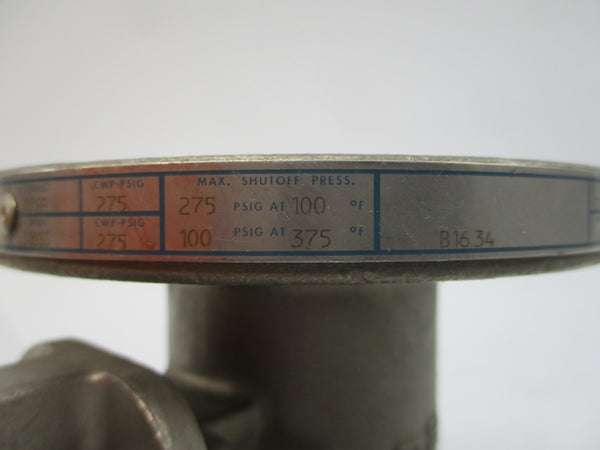 CWP-PSIG
275
CWP-PSIG
275
MAX. SHUTOFF PRESS.
275 PSIG AT 100 °F
100 PSIG AT 375 °F
B16.34